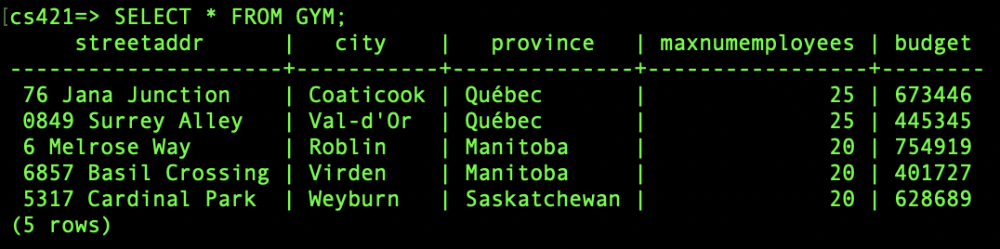 [cs421=> SELECT * FROM GYM;
     streetaddr      |   city    |   province   | maxnumemployees | budget
---------------------+-----------+--------------+-----------------+--------
 76 Jana Junction    | Coaticook | Québec       |              25 | 673446
 0849 Surrey Alley   | Val-d'Or  | Québec       |              25 | 445345
 6 Melrose Way       | Roblin    | Manitoba     |              20 | 754919
 6857 Basil Crossing | Virden    | Manitoba     |              20 | 401727
 5317 Cardinal Park  | Weyburn   | Saskatchewan |              20 | 628689
(5 rows)